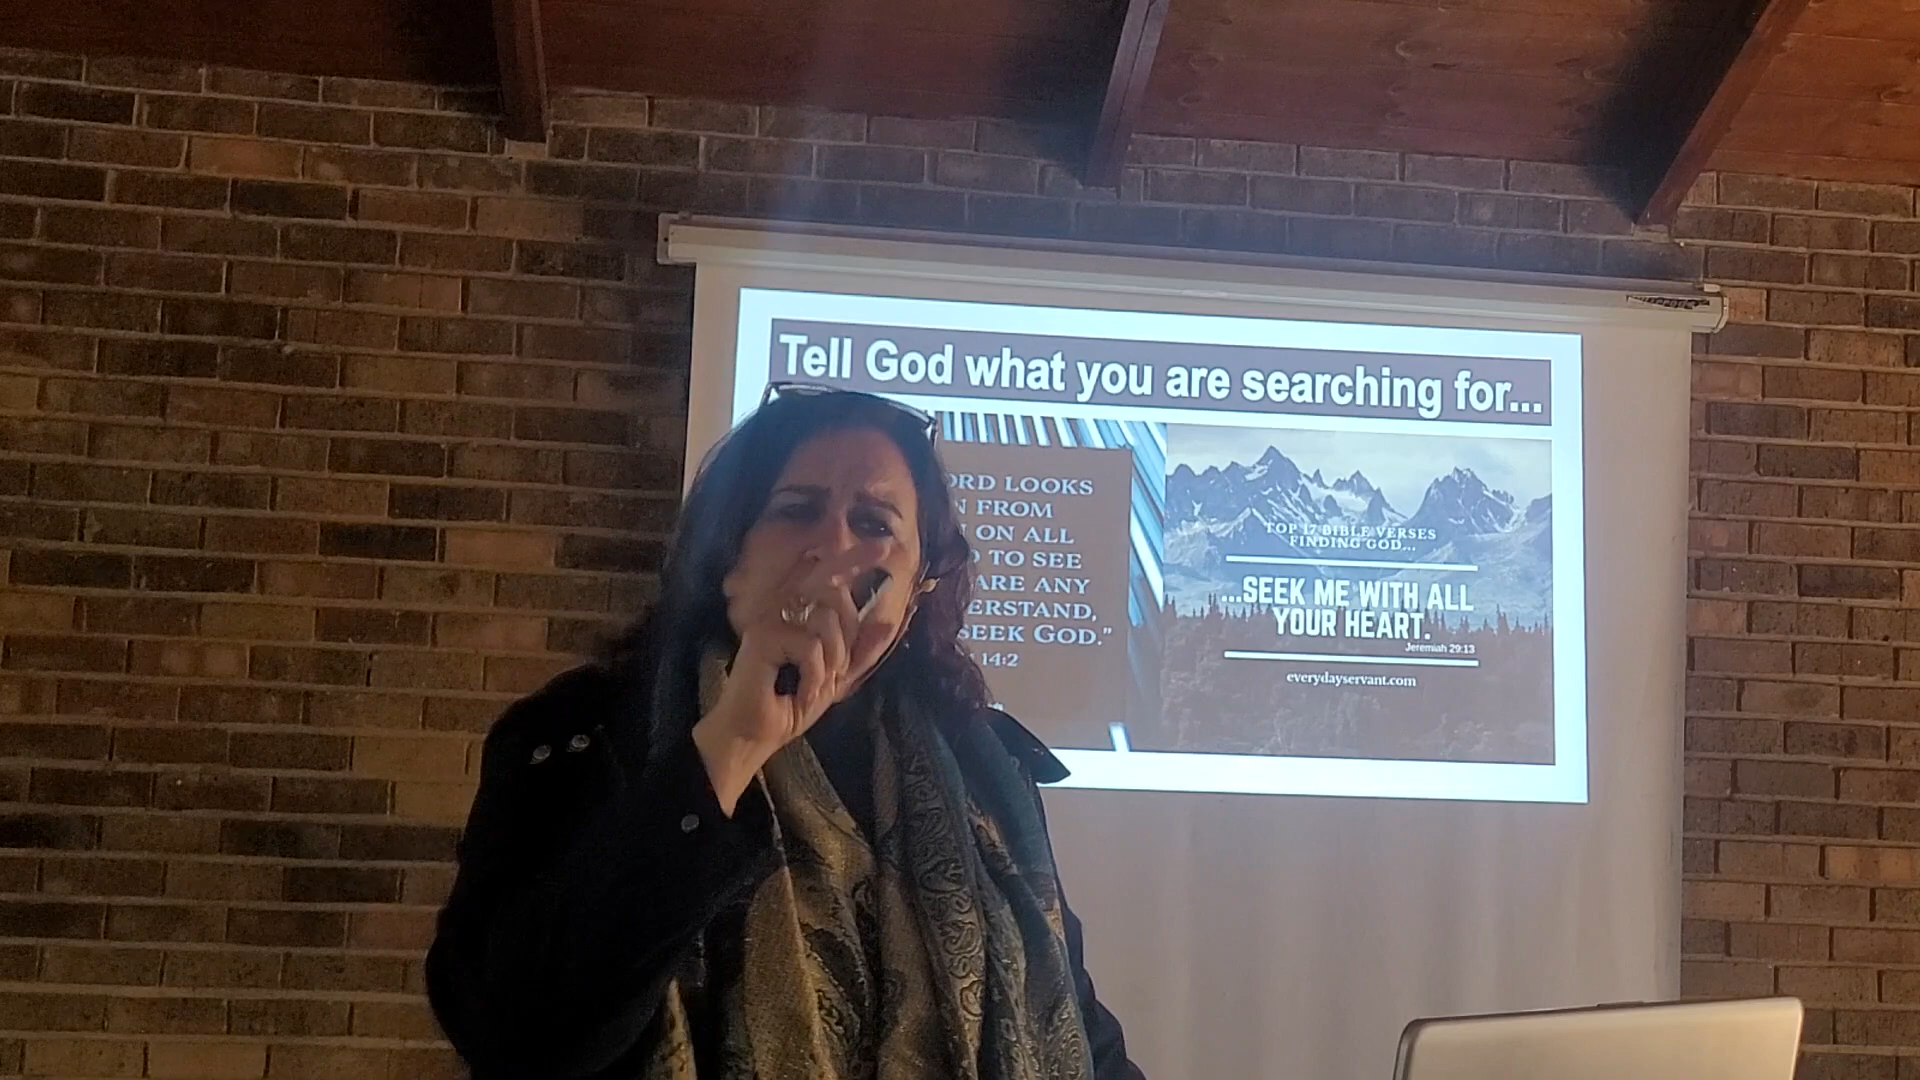 Tell God what you are searching for...
ORD LOOKS
N FROM
ON ALL
TO SEE
ARE ANY
ERSTAND,
SEEK GOD."
14:2
TOP 17 BIBLE VERSES
FINDING GOD...
...SEEK ME WITH ALL
YOUR HEART.
Jeremiah 29:13
everydayservant.com